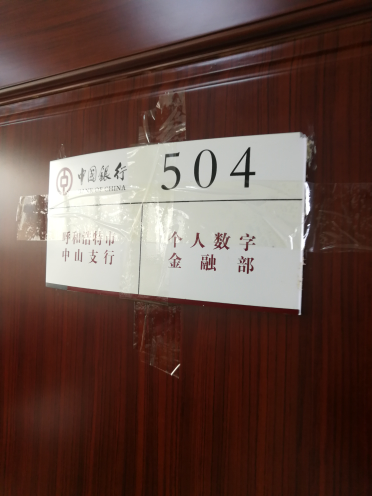 中国银行
BANK OF CHINA
504
呼和浩特市
中山支行
个人数字
金融部